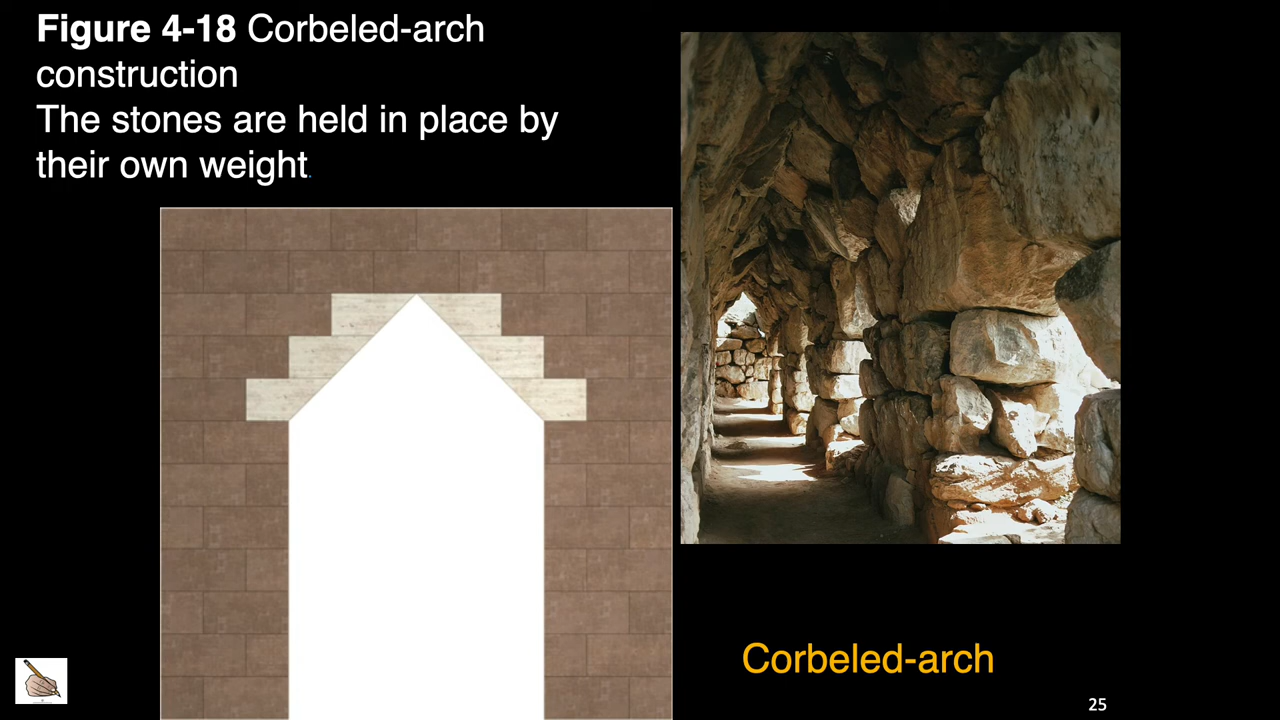 Figure 4-18 Corbeled-arch
construction
The stones are held in place by
their own weight.
Corbeled-arch
25